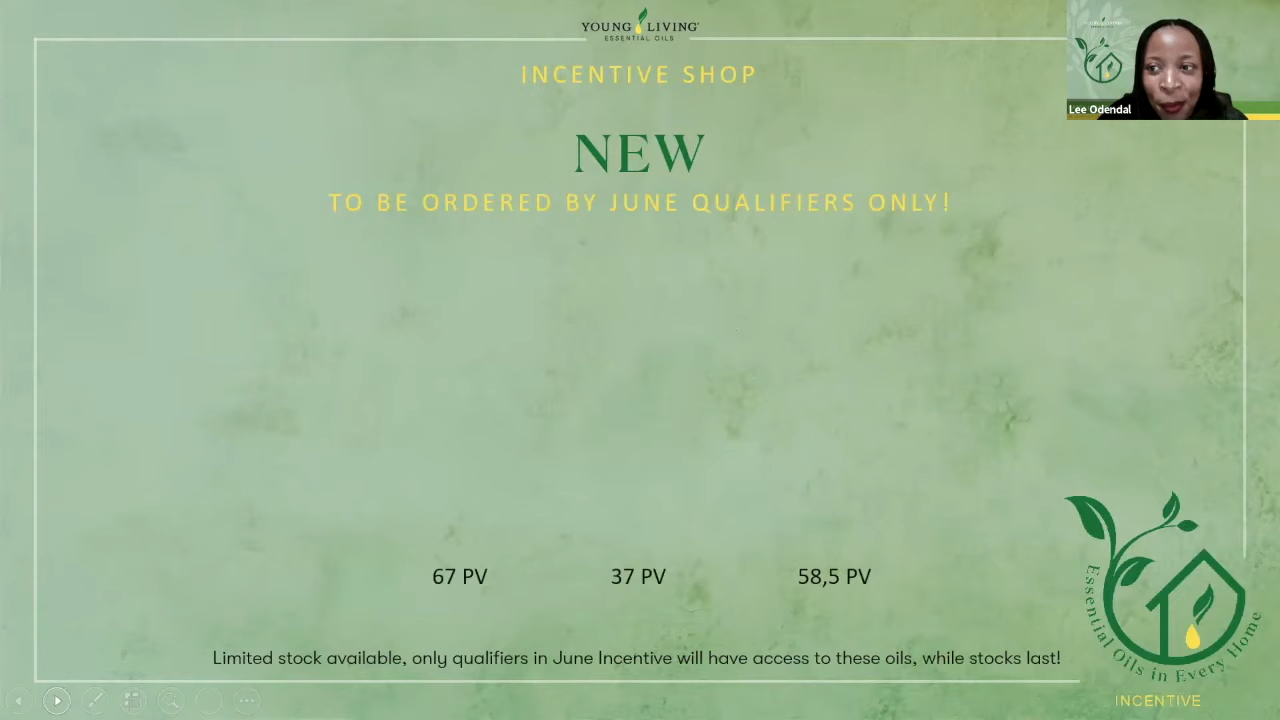 YOUNG LIVING
ESSENTIAL OILS
INCENTIVE SHOP
Lee Odendal
NEW
TO BE ORDERED BY JUNE QUALIFIERS ONLY!
67 PV
37 PV
58,5 PV
Essential Oils in Every Home
Limited stock available, only qualifiers in June Incentive will have access to these oils, while stocks last!
INCENTIVE